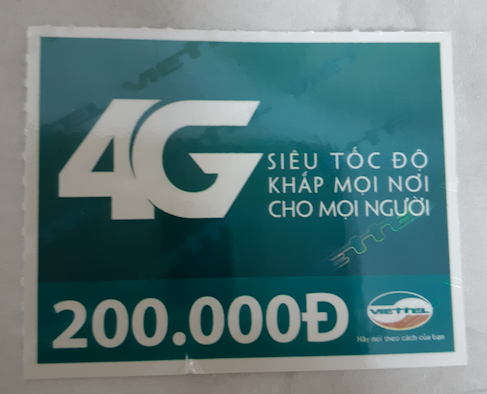 4G
SIÊU TỐC ĐỘ
KHẮP MỌI NƠI
CHO MỌI NGƯỜI
200.000Đ
VIETTEL
Hãy nói theo cách của bạn